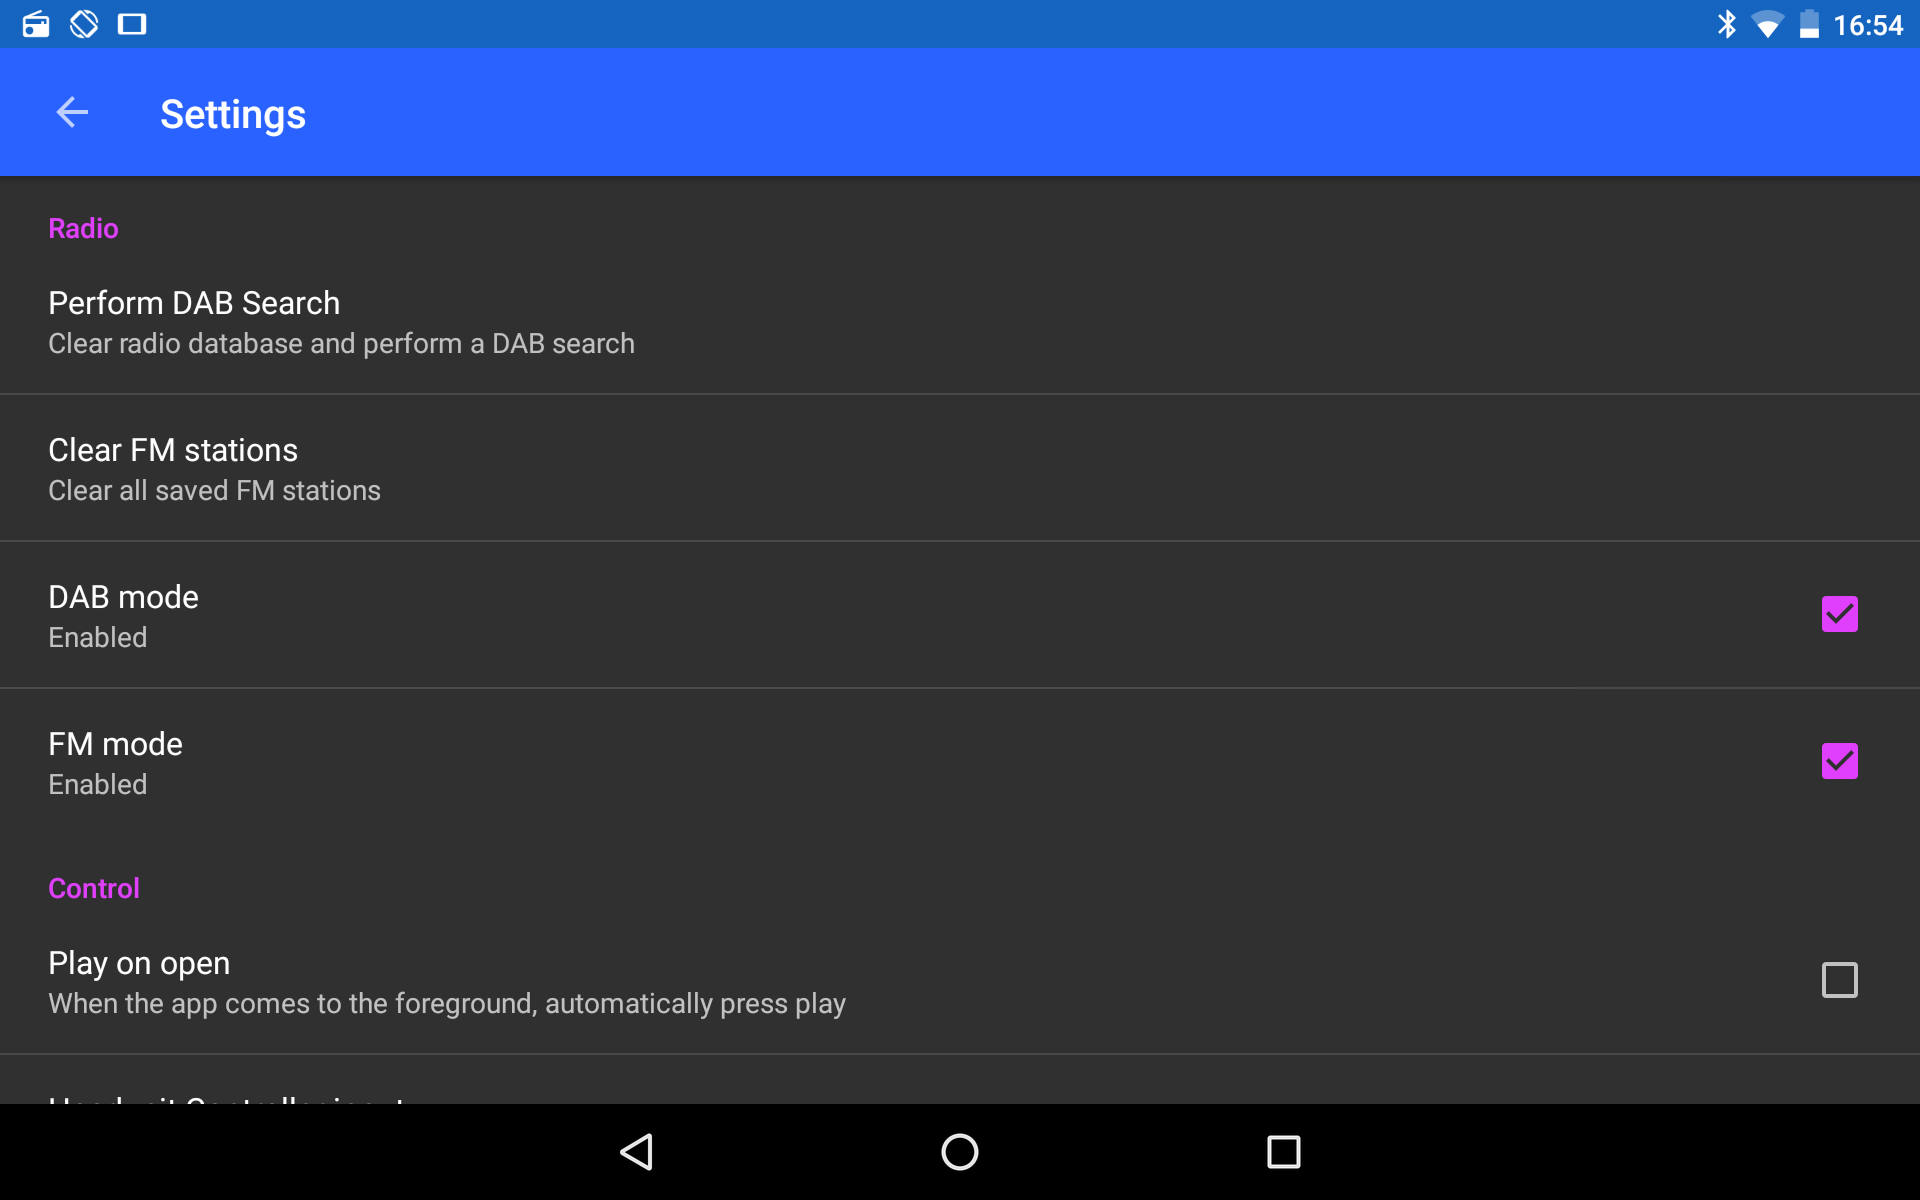 16:54
Settings
Radio
Perform DAB Search
Clear radio database and perform a DAB search
Clear FM stations
Clear all saved FM stations
DAB mode
Enabled
FM mode
Enabled
Control
Play on open
When the app comes to the foreground, automatically press play